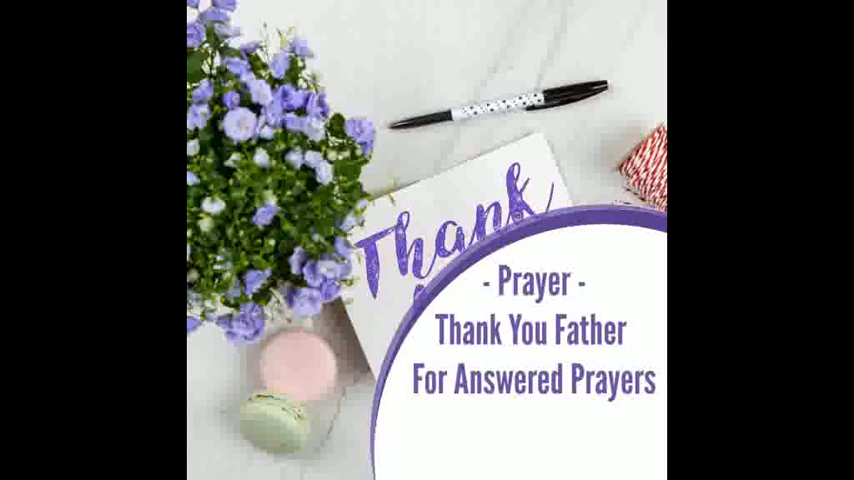 Thank
- Prayer -
Thank You Father
For Answered Prayers